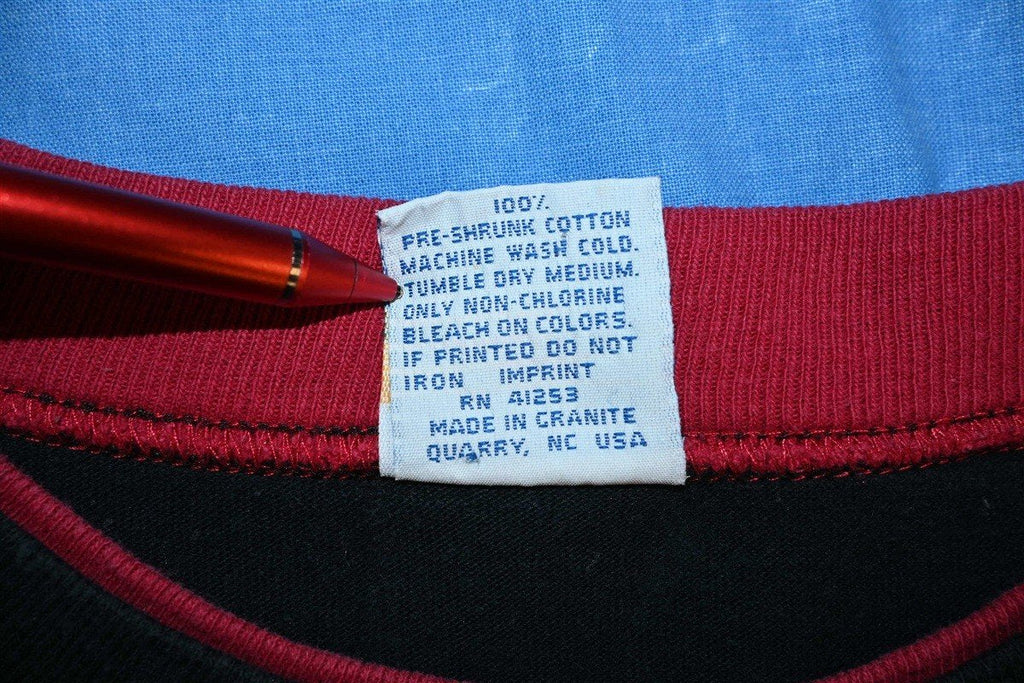 100%
PRE-SHRUNK COTTON
MACHINE WASH COLD.
TUMBLE DRY MEDIUM.
ONLY NON-CHLORINE
BLEACH ON COLORS.
IF PRINTED DO NOT
IRON IMPRINT
RN 41253
MADE IN GRANITE
QUARRY, NC USA